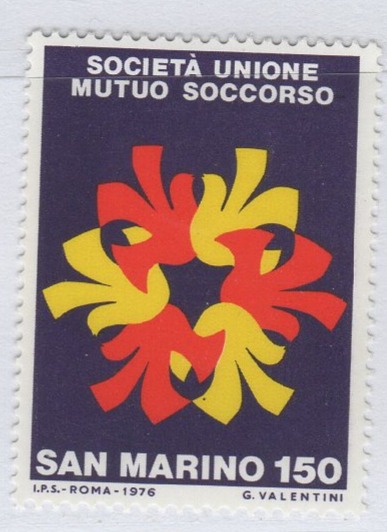 SOCIETÀ UNIONE
MUTUO SOCCORSO
SAN MARINO 150
I.P.S.-ROMA-1976 G. VALENTINI